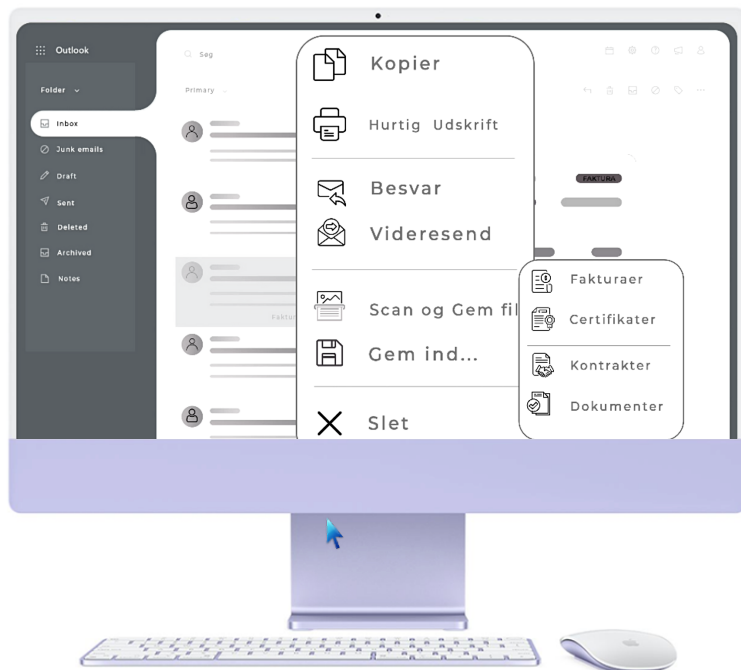 Outlook
Søg
Folder
Primary
Inbox
Junk emails
Draft
Sent
Deleted
Archived
Notes
Kopier
Hurtig Udskrift
Besvar
Videresend
Scan og Gem fil
Gem ind...
Slet
FAKTURA
Fakturaer
Certifikater
Kontrakter
Dokumenter